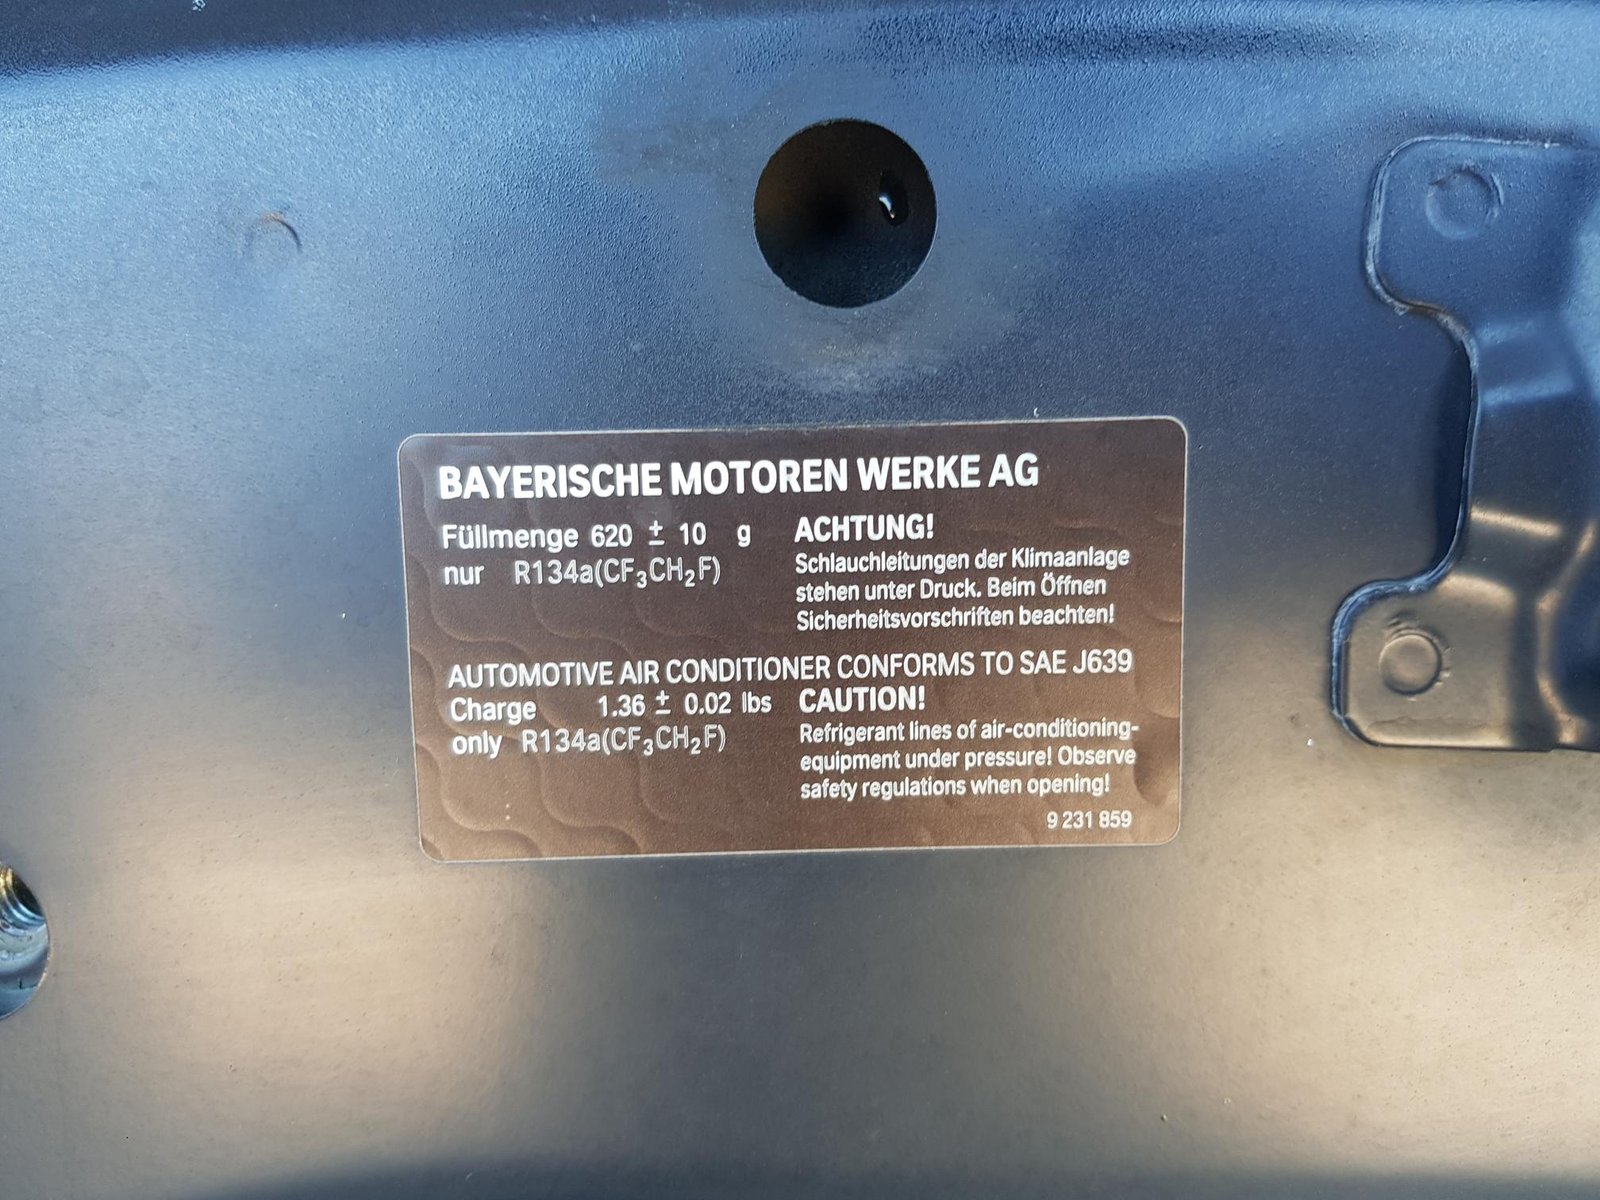 BAYERISCHE MOTOREN WERKE AG
Füllmenge 620 ± 10 g
nur R134a(CF₃CH₂F)
ACHTUNG!
Schlauchleitungen der Klimaanlage
stehen unter Druck. Beim Öffnen
Sicherheitsvorschriften beachten!
AUTOMOTIVE AIR CONDITIONER CONFORMS TO SAE J639
Charge 1.36 ± 0.02 lbs
only R134a(CF₃CH₂F)
CAUTION!
Refrigerant lines of air-conditioning-
equipment under pressure! Observe
safety regulations when opening!
9 231 859